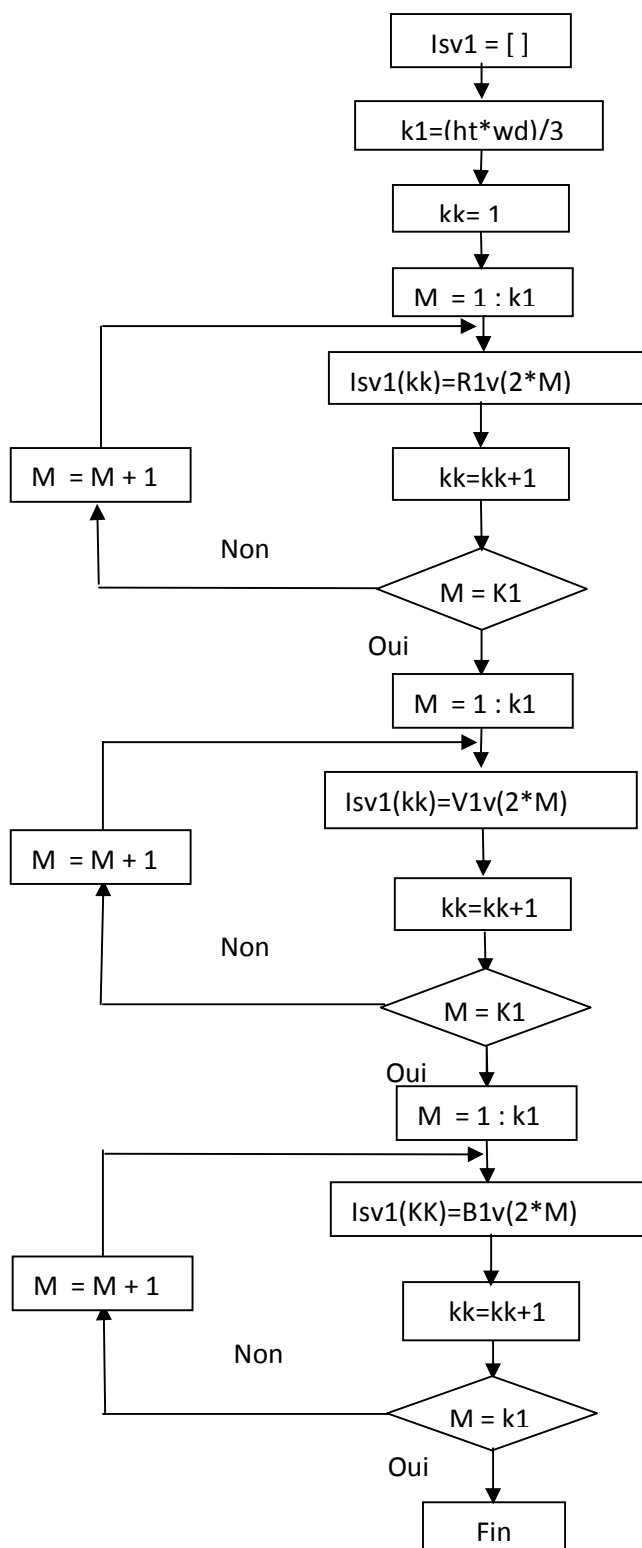 Isv1 = [ ]
k1=(ht*wd)/3
kk= 1
M = 1 : k1
Isv1(kk)=R1v(2*M)
M = M + 1
kk=kk+1
Non
M = K1
Oui
M = 1 : k1
Isv1(kk)=V1v(2*M)
M = M + 1
kk=kk+1
Non
M = K1
Oui
M = 1 : k1
Isv1(KK)=B1v(2*M)
M = M + 1
kk=kk+1
Non
M = k1
Oui
Fin